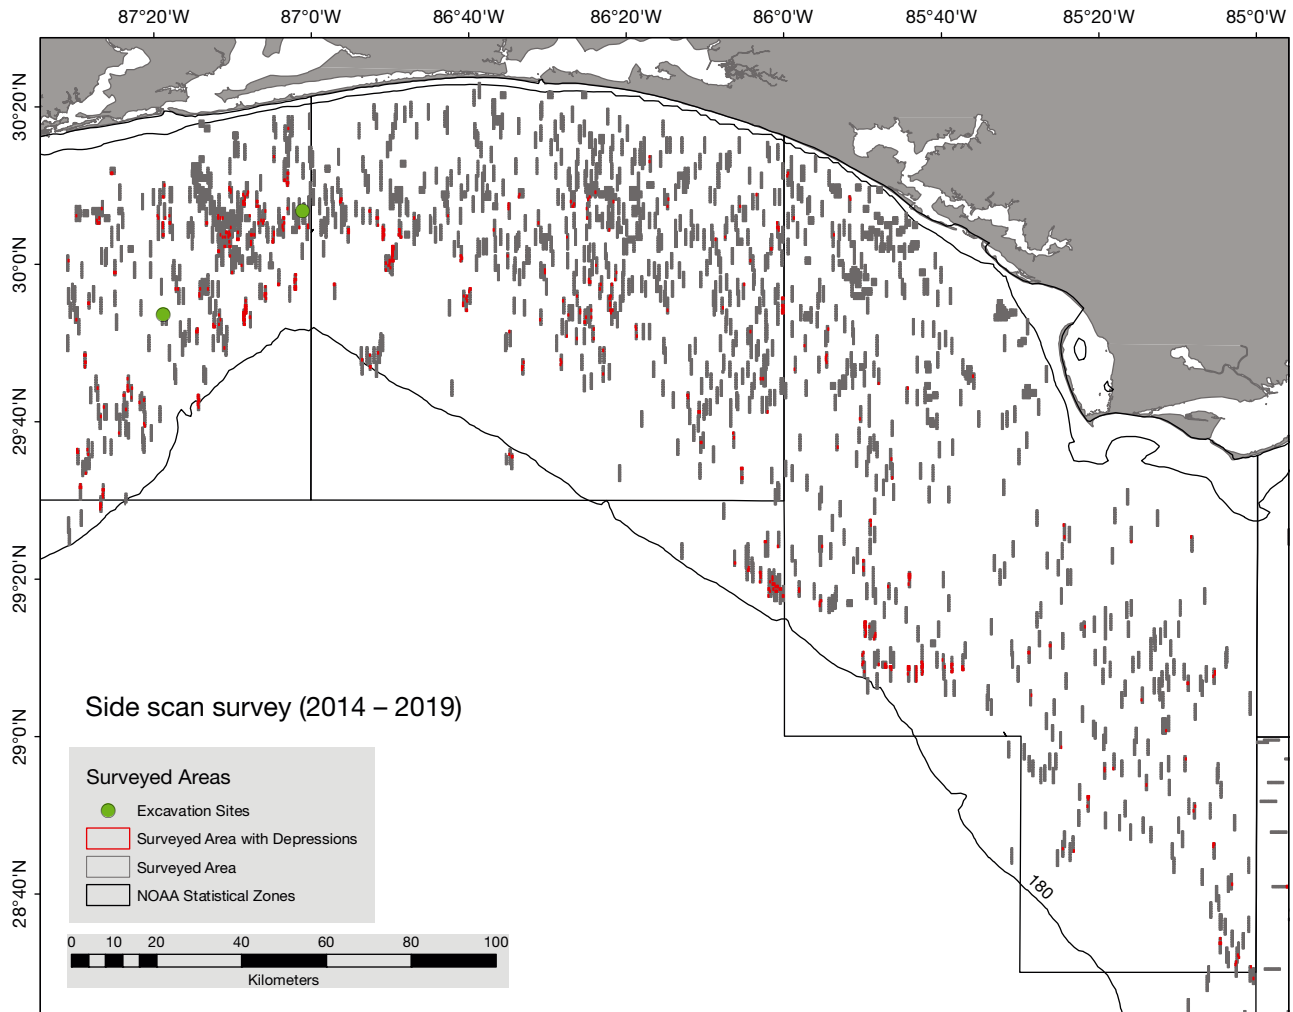 87°20'W 87°0'W 86°40'W 86°20'W 86°0'W 85°40'W 85°20'W 85°0'W
30°20'N
30°0'N
29°40'N
29°20'N
29°0'N
28°40'N
180
Side scan survey (2014 – 2019)
Surveyed Areas
Excavation Sites
Surveyed Area with Depressions
Surveyed Area
NOAA Statistical Zones
0 10 20 40 60 80 100
Kilometers